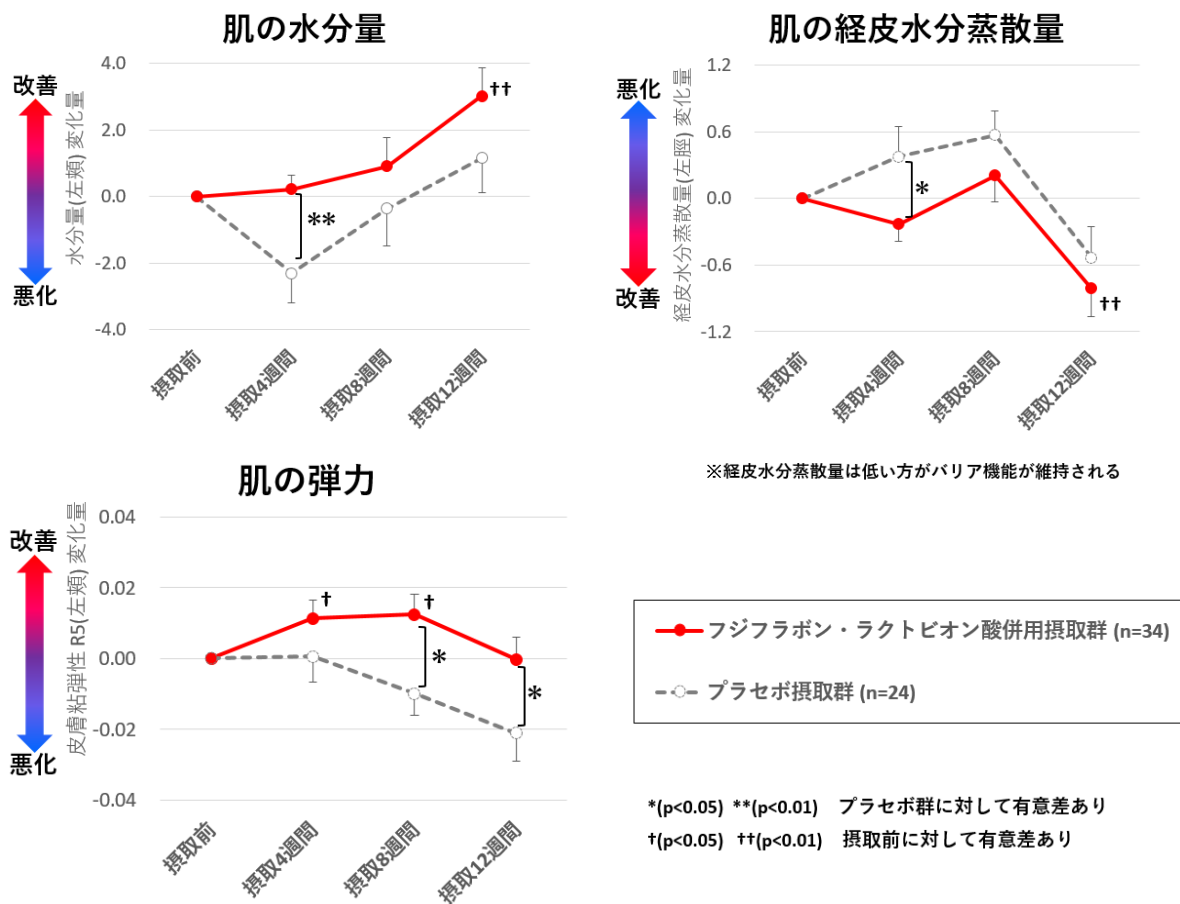 肌の水分量
改善
悪化
水分量(左頬) 変化量
4.0
2.0
0.0
-2.0
-4.0
**
††
摂取前
摂取4週間
摂取8週間
摂取12週間
肌の経皮水分蒸散量
悪化
改善
経皮水分蒸散量(左脛) 変化量
1.2
0.6
0.0
-0.6
-1.2
*
††
摂取前
摂取4週間
摂取8週間
摂取12週間
※経皮水分蒸散量は低い方がバリア機能が維持される
肌の弾力
改善
悪化
皮膚粘弾性 R5(左頬) 変化量
0.04
0.02
0.00
-0.02
-0.04
†
†
*
*
摂取前
摂取4週間
摂取8週間
摂取12週間
フジフラボン・ラクトビオン酸併用摂取群 (n=34)
プラセボ摂取群 (n=24)
*(p<0.05) **(p<0.01) プラセボ群に対して有意差あり
†(p<0.05) ††(p<0.01) 摂取前に対して有意差あり